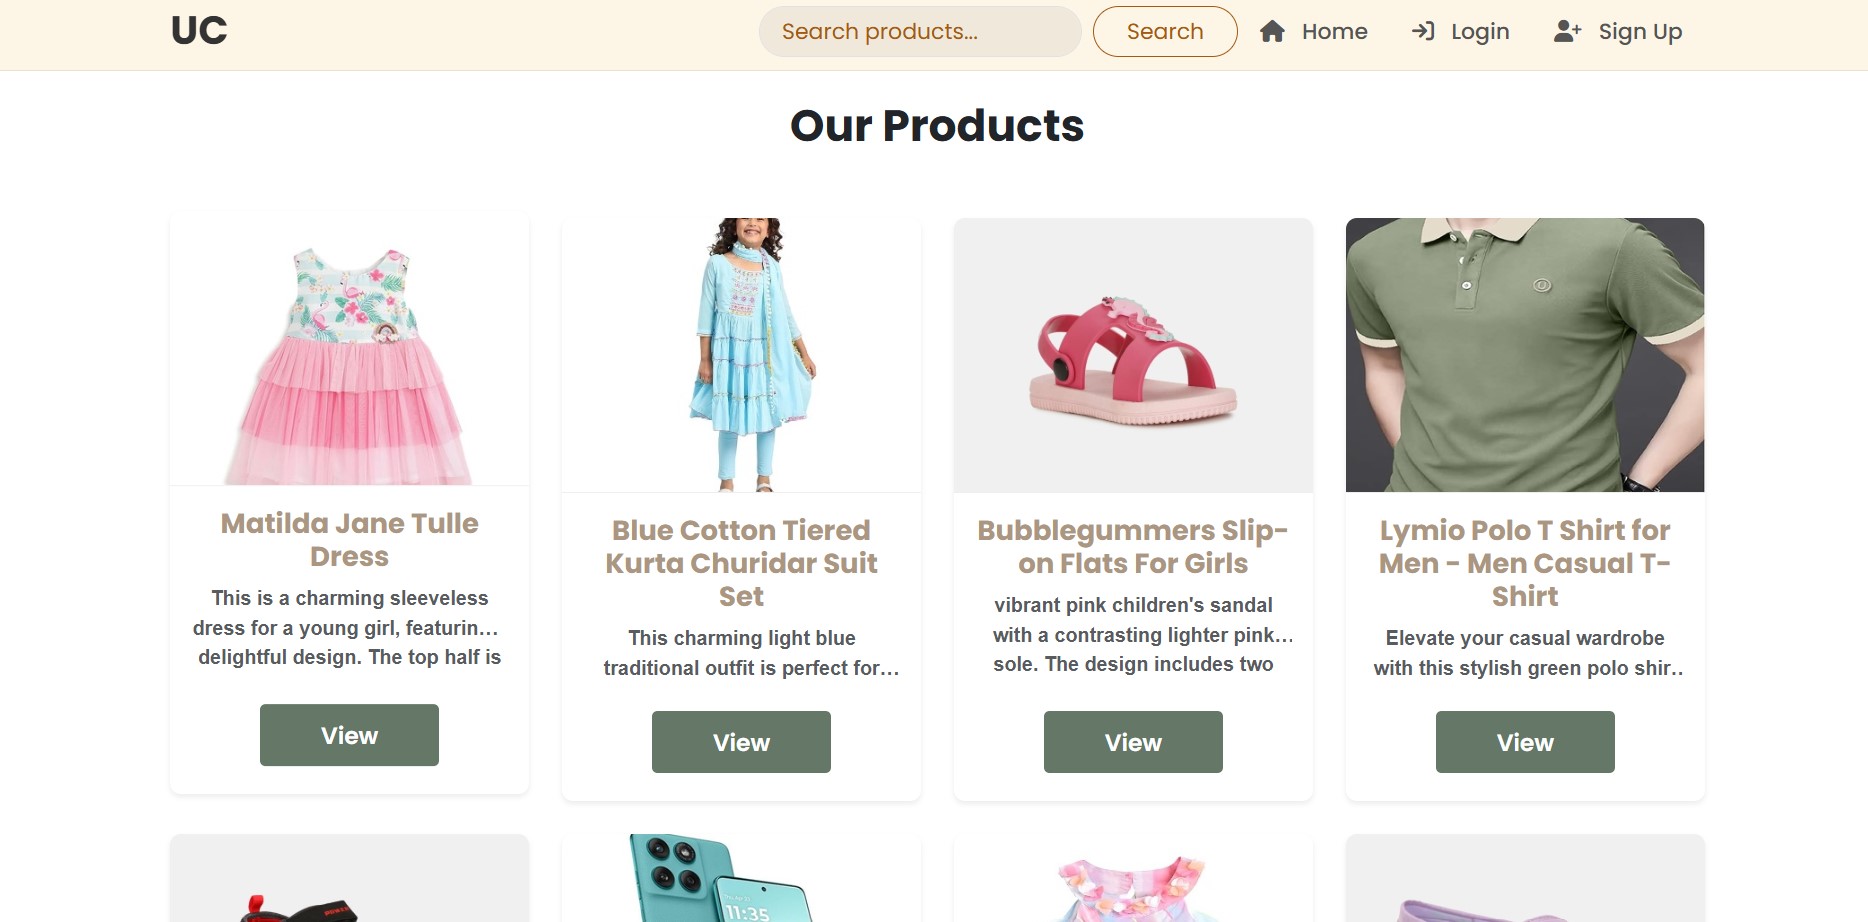 UC
Search products...
Search
Home
Login
Sign Up
Our Products
Matilda Jane Tulle
Dress
This is a charming sleeveless
dress for a young girl, featurin...
delightful design. The top half is
View
Blue Cotton Tiered
Kurta Churidar Suit
Set
This charming light blue
traditional outfit is perfect for...
View
Bubblegummers Slip-
on Flats For Girls
vibrant pink children's sandal
with a contrasting lighter pink...
sole. The design includes two
View
U
Lymio Polo T Shirt for
Men - Men Casual T-
Shirt
Elevate your casual wardrobe
with this stylish green polo shir..
View
11:35